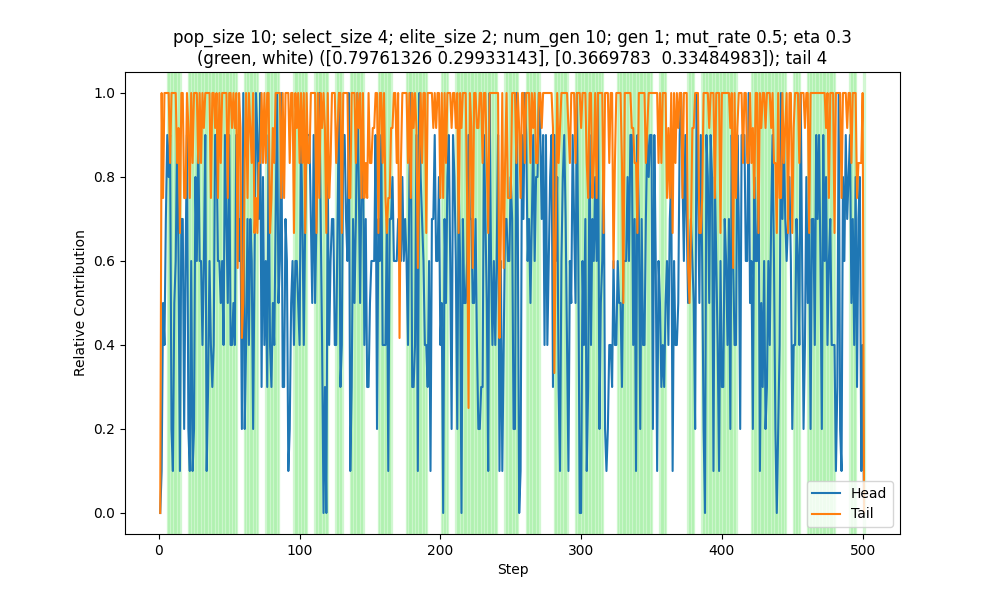 pop_size 10; select_size 4; elite_size 2; num_gen 10; gen 1; mut_rate 0.5; eta 0.3
(green, white) ([0.79761326 0.29933143], [0.3669783  0.33484983]); tail 4
Relative Contribution
1.0
0.8
0.6
0.4
0.2
0.0
0
100
200
300
400
500
Step
Head
Tail